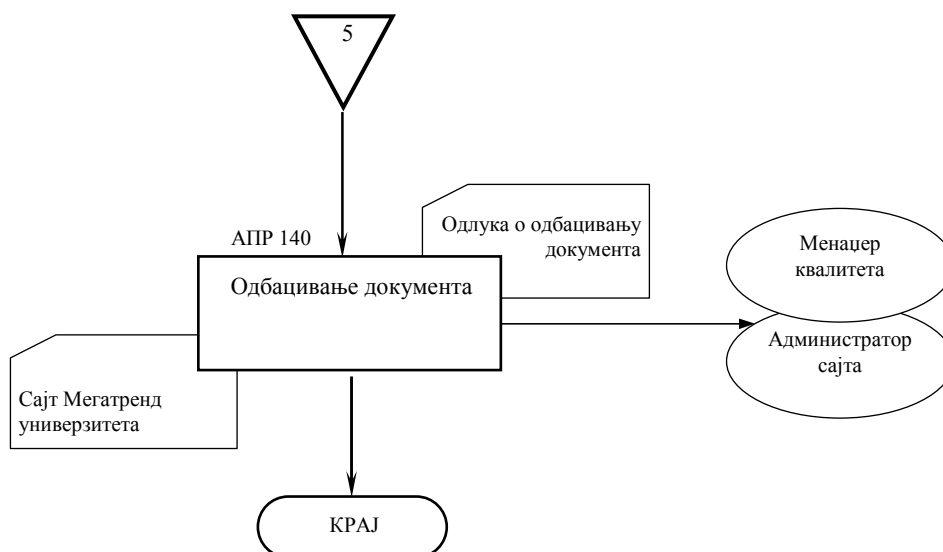 5
Одлука о одбацивању
документа
АПР 140
Одбацивање документа
Менаџер
квалитета
Администратор
сајта
Сајт Мегатренд
универзитета
КРАЈ